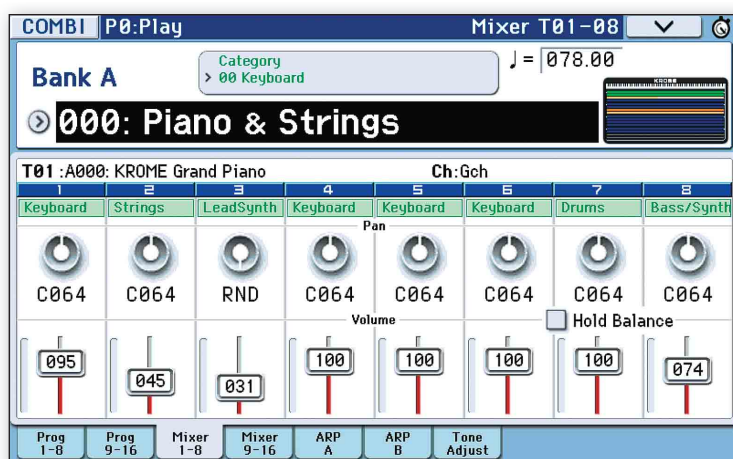 COMBI P0:Play Mixer T01-08
Category
> 00 Keyboard
♩= 078.00
Bank A
KROME
000: Piano & Strings
T01 :A000: KROME Grand Piano Ch:Gch
1 2 3 4 5 6 7 8
Keyboard Strings LeadSynth Keyboard Keyboard Keyboard Drums Bass/Synth
Pan
C064 C064 RND C064 C064 C064 C064 C064
Volume Hold Balance
095 045 031 100 100 100 100 074
Prog 1-8 Prog 9-16 Mixer 1-8 Mixer 9-16 ARP A ARP B Tone Adjust